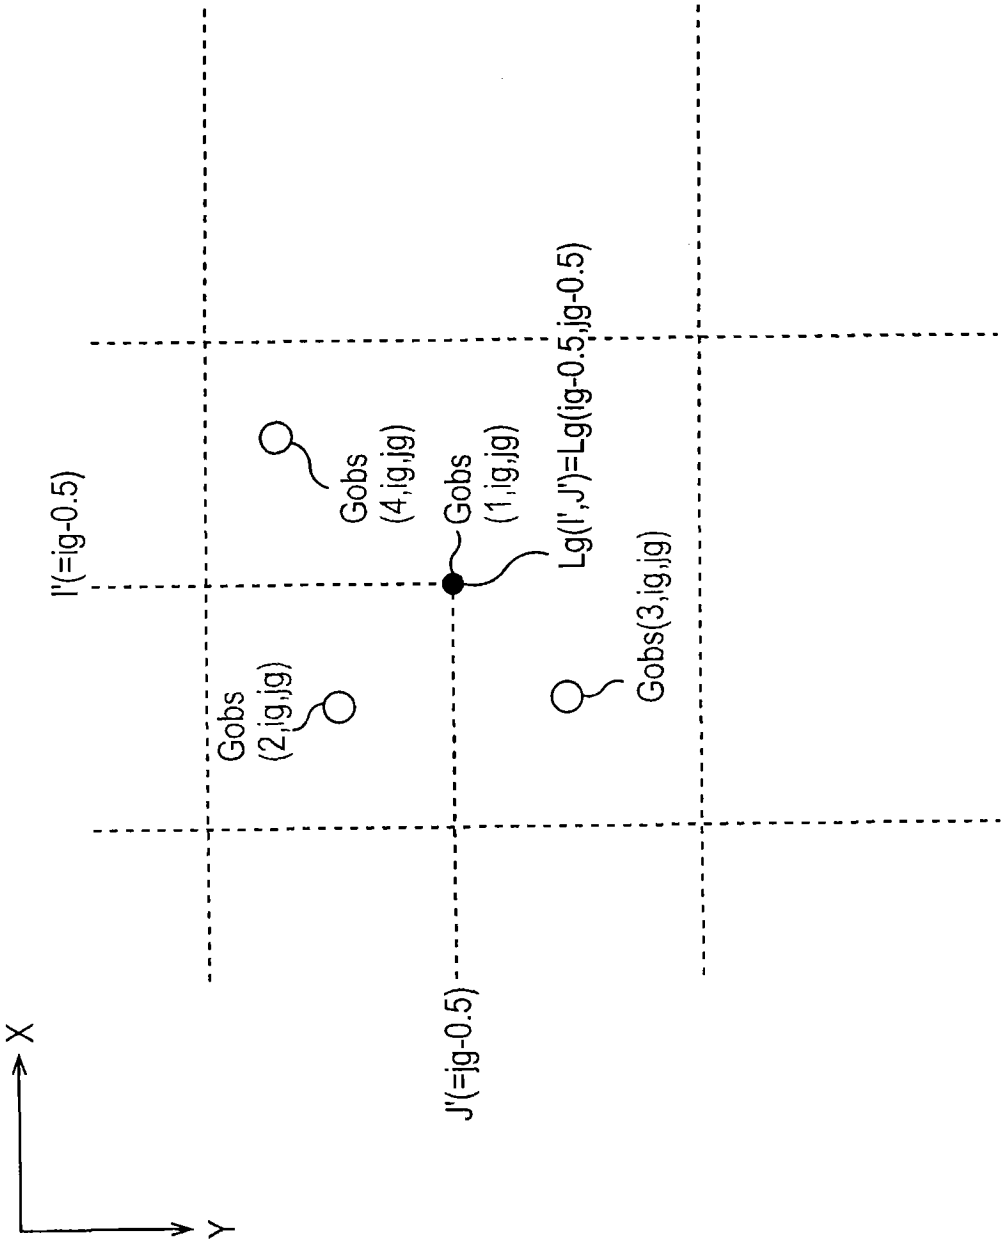 X
I'(=ig-0.5)
Y
Gobs
(2,ig,jg)
Gobs
(4,ig,jg)
J'(=jg-0.5)
Gobs
(1,ig,jg)
Lg(I',J')=Lg(ig-0.5,jg-0.5)
Gobs(3,ig,jg)